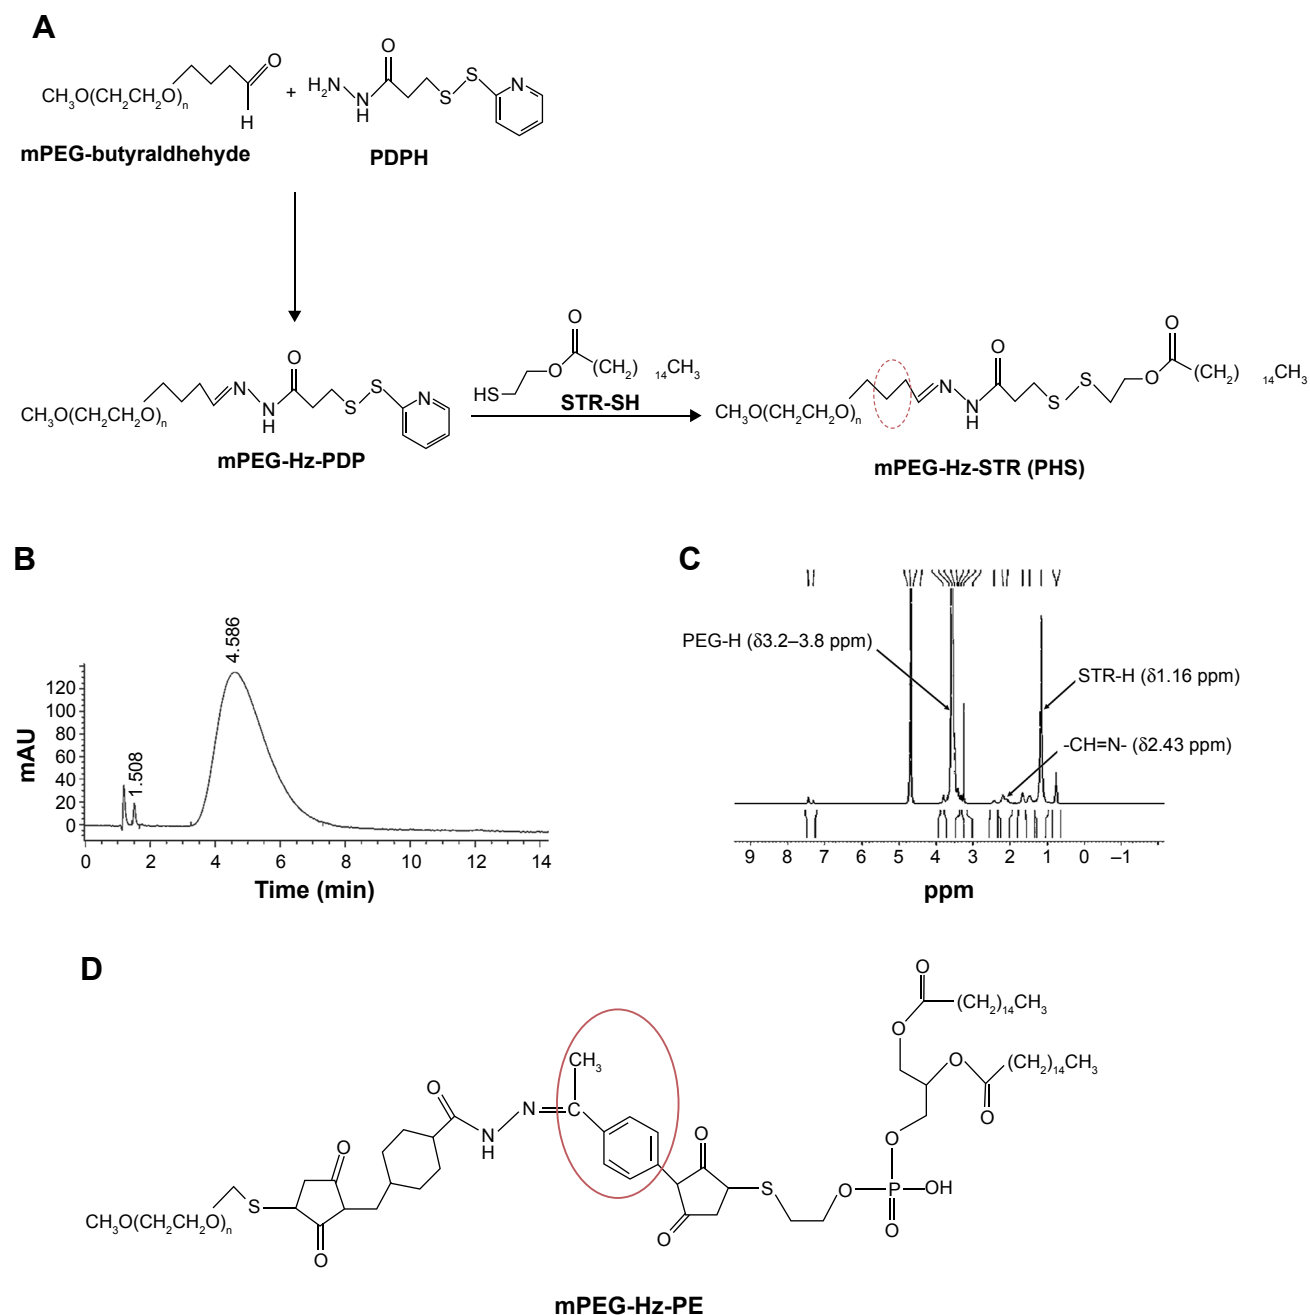 A
O
O
H₂N
S
N
CH₃O(CH₂CH₂O)ₙ
+
N
H
S
H
mPEG-butyraldhehyde
PDPH
O
O
O
O
O
(CH₂) ₁₄CH₃
O
(CH₂) ₁₄CH₃
HS
STR-SH
N
S
N
N
S
O
CH₃O(CH₂CH₂O)ₙ
N
H
S
CH₃O(CH₂CH₂O)ₙ
N
H
S
mPEG-Hz-PDP
mPEG-Hz-STR (PHS)
B
mAU
120
100
80
60
40
20
0
1.508
4.586
0 2 4 6 8 10 12 14
Time (min)
C
PEG-H (δ3.2–3.8 ppm)
STR-H (δ1.16 ppm)
-CH=N- (δ2.43 ppm)
9 8 7 6 5 4 3 2 1 0 –1
ppm
D
O
(CH₂)₁₄CH₃
O
O
(CH₂)₁₄CH₃
O
CH₃
O
N
C
N
H
O
O
O
S
CH₃O(CH₂CH₂O)ₙ
O
O
S
O
P
OH
O
mPEG-Hz-PE